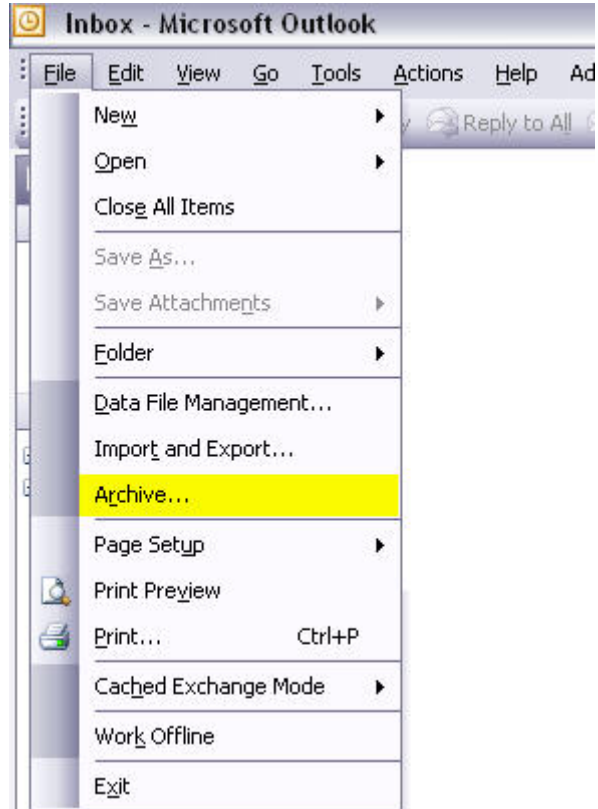 Inbox - Microsoft Outlook
File Edit View Go Tools Actions Help Ad
New
y Reply to All
Open
Close All Items
Save As...
Save Attachments
Folder
Data File Management...
Import and Export...
Archive...
Page Setup
Print Preview
Print... Ctrl+P
Cached Exchange Mode
Work Offline
Exit